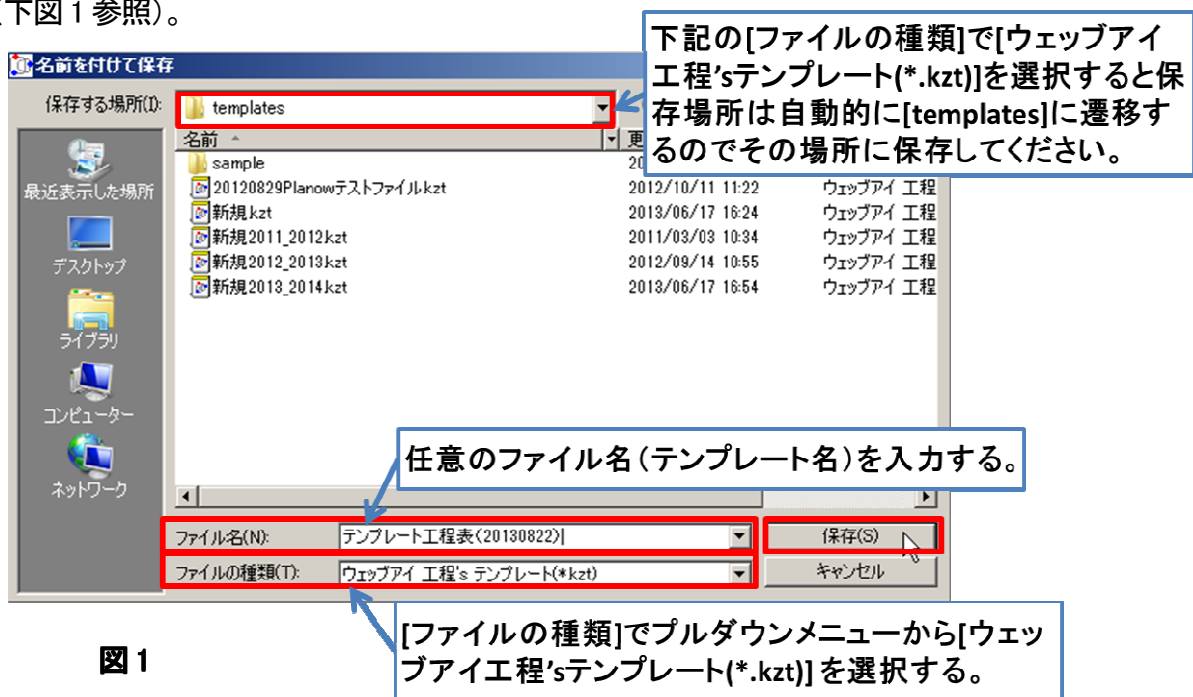 (下図1参照)。
下記の[ファイルの種類]で[ウェッブアイ
工程'sテンプレート(*.kzt)]を選択すると保
存場所は自動的に[templates]に遷移す
るのでその場所に保存してください。
名前を付けて保存
保存する場所(I):
templates
名前
更
sample
20
20120829Planowテストファイル.kzt 2012/10/11 11:22 ウェッブアイ 工程
新規.kzt 2013/06/17 16:24 ウェッブアイ 工程
新規2011_2012.kzt 2011/03/03 10:34 ウェッブアイ 工程
新規2012_2013.kzt 2012/09/14 10:55 ウェッブアイ 工程
新規2013_2014.kzt 2013/06/17 16:54 ウェッブアイ 工程
最近表示した場所
デスクトップ
ライブラリ
コンピューター
ネットワーク
任意のファイル名(テンプレート名)を入力する。
ファイル名(N): テンプレート工程表(20130822) 保存(S)
ファイルの種類(T): ウェッブアイ 工程's テンプレート(*.kzt) キャンセル
[ファイルの種類]でプルダウンメニューから[ウェッ
ブアイ工程'sテンプレート(*.kzt)]を選択する。
図1